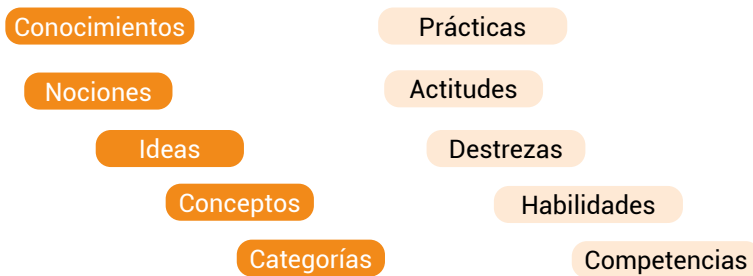 Conocimientos
Prácticas
Nociones
Actitudes
Ideas
Destrezas
Conceptos
Habilidades
Categorías
Competencias